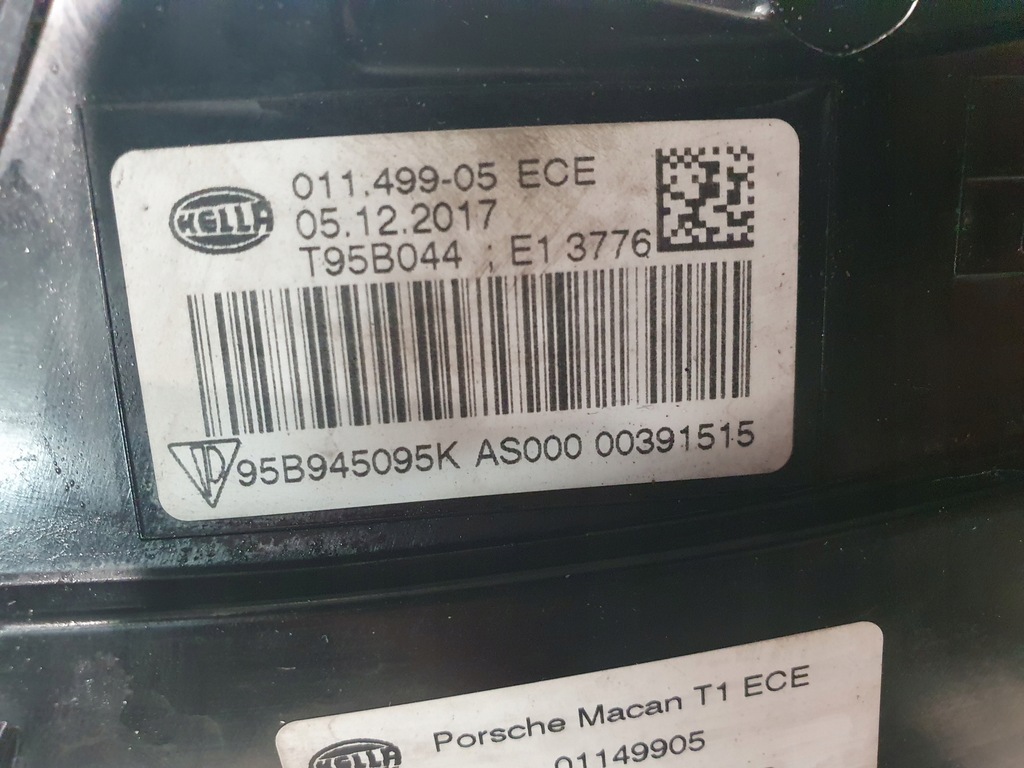 HELLA
011.499-05 ECE
05.12.2017
T95B044 ; E1 3776
95B945095K AS000 00391515
HELLA
Porsche Macan T1 ECE
01149905